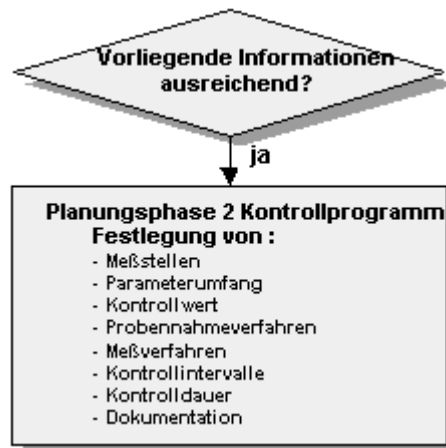 Vorliegende Informationen
ausreichend?
ja
Planungsphase 2 Kontrollprogramm
Festlegung von :
- Meßstellen
- Parameterumfang
- Kontrollwert
- Probennahmeverfahren
- Meßverfahren
- Kontrollintervalle
- Kontrolldauer
- Dokumentation